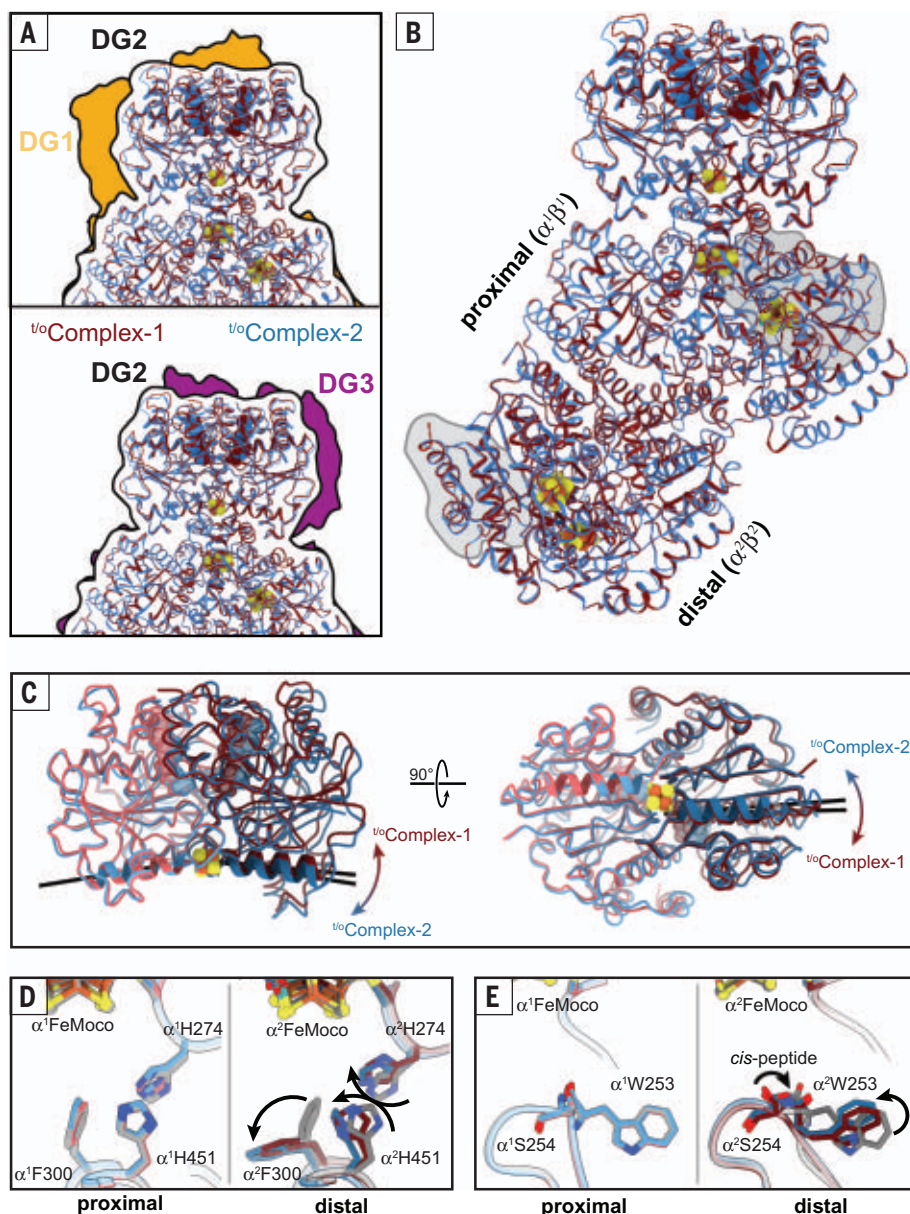 A
DG2
DG1
t/oComplex-1
t/oComplex-2
DG2
DG3
B
proximal (α¹β¹)
distal (α²β²)
C
t/oComplex-1
t/oComplex-2
90°
t/oComplex-2
t/oComplex-1
D
α¹FeMoco
α¹H274
α¹F300
α¹H451
proximal
α²FeMoco
α²H274
α²F300
α²H451
distal
E
α¹FeMoco
α¹W253
α¹S254
proximal
α²FeMoco
cis-peptide
α²W253
α²S254
distal